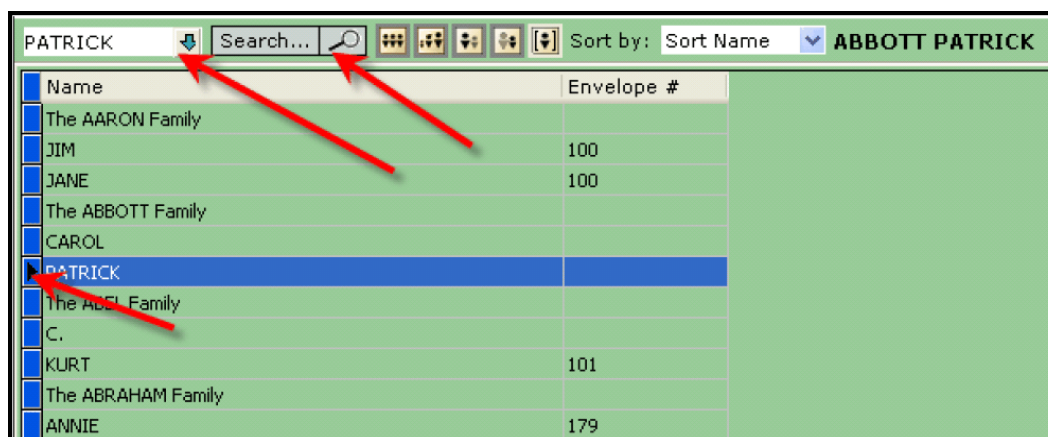 PATRICK Search... Sort by: Sort Name ABBOTT PATRICK
Name Envelope #
The AARON Family
JIM 100
JANE 100
The ABBOTT Family
CAROL
PATRICK
The ABEL Family
C.
KURT 101
The ABRAHAM Family
ANNIE 179